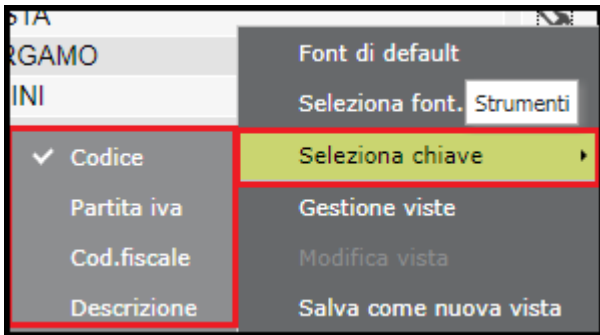 STA
RGAMO
INI
Font di default
Seleziona font.
Strumenti
Seleziona chiave
Gestione viste
Modifica vista
Salva come nuova vista
Codice
Partita iva
Cod.fiscale
Descrizione